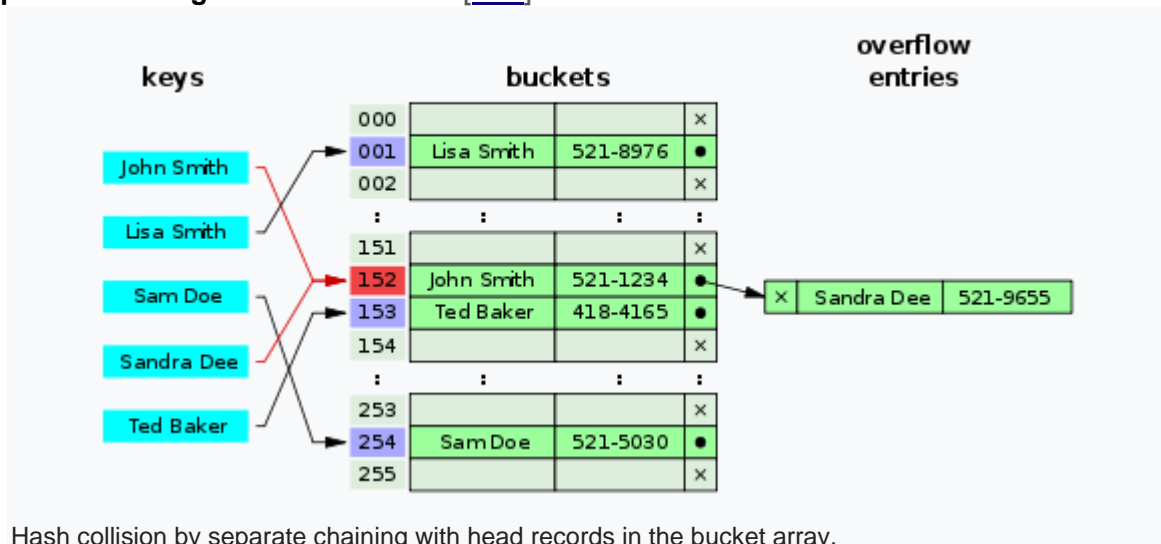 overflow
keys buckets entries
000 ×
001 Lisa Smith 521-8976 •
002 ×
: : : :
151 ×
152 John Smith 521-1234 •
153 Ted Baker 418-4165 •
154 ×
: : : :
253 ×
254 Sam Doe 521-5030 •
255 ×
John Smith
Lisa Smith
Sam Doe
Sandra Dee
Ted Baker
× Sandra Dee 521-9655
Hash collision by separate chaining with head records in the bucket array.